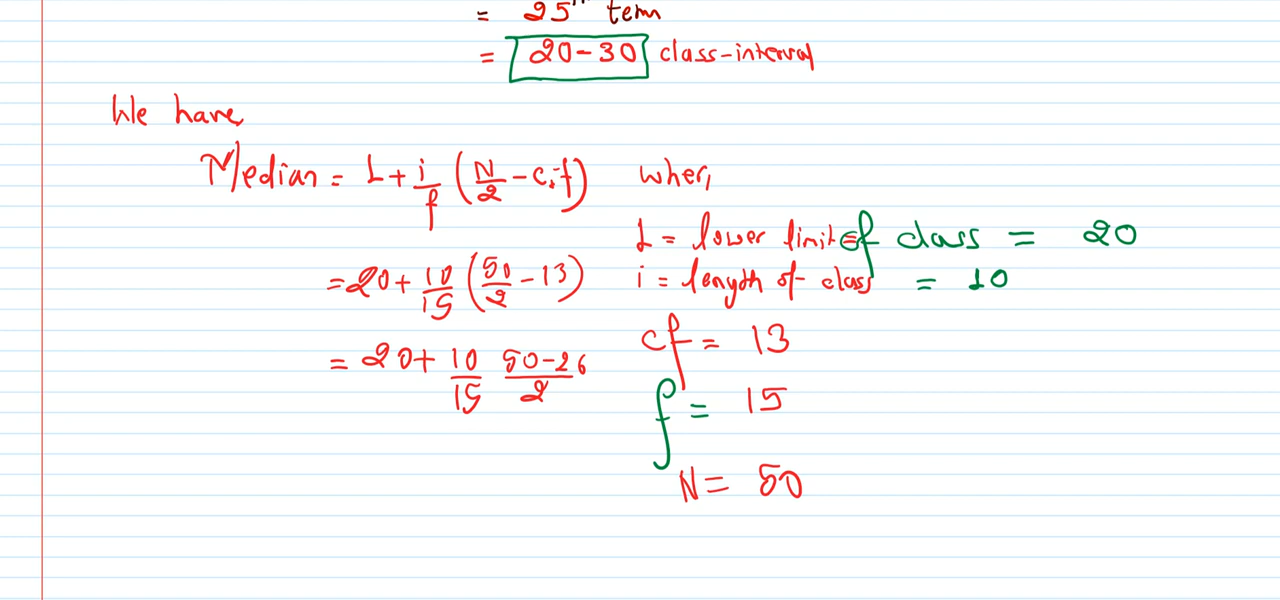 = 25th term
= 20-30 class-interval
We have,
Median = L + i/f (N/2 - c.f) wher,
L = lower limit of class = 20
= 20 + 10/15 (50/2 - 13) i = length of class = 10
cf = 13
= 20 + 10/15 50-26/2
f = 15
N = 50